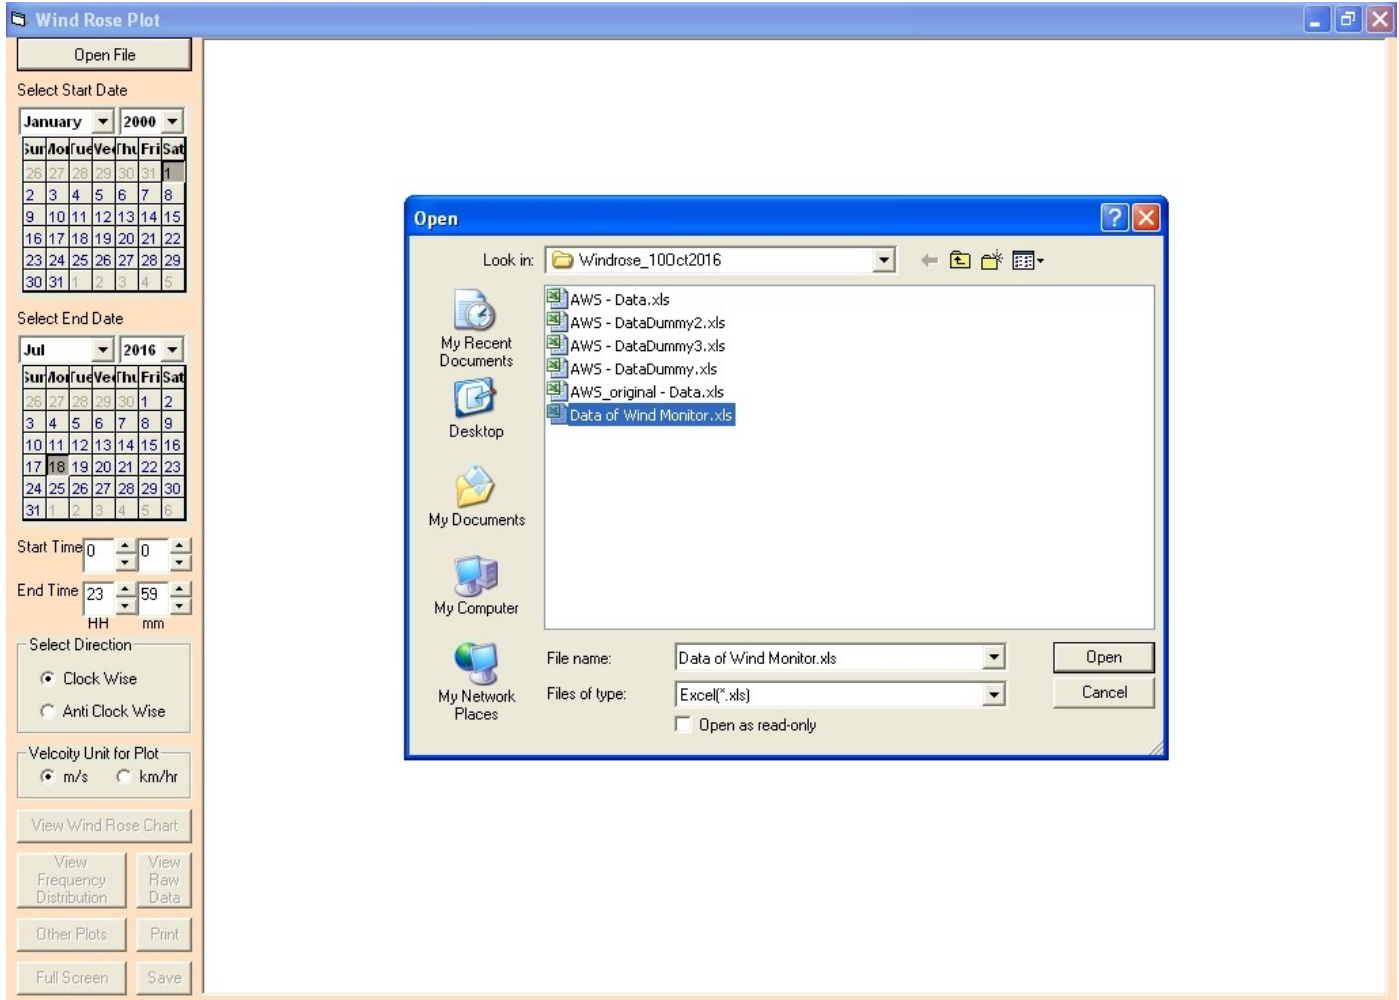 Wind Rose Plot
Open File
Select Start Date
January 2000
Sun Mon Tue Wed Thu Fri Sat
26 27 28 29 30 31 1
2 3 4 5 6 7 8
9 10 11 12 13 14 15
16 17 18 19 20 21 22
23 24 25 26 27 28 29
30 31 1 2 3 4 5
Select End Date
Jul 2016
Sun Mon Tue Wed Thu Fri Sat
26 27 28 29 30 1 2
3 4 5 6 7 8 9
10 11 12 13 14 15 16
17 18 19 20 21 22 23
24 25 26 27 28 29 30
31 1 2 3 4 5 6
Start Time 0 0
End Time 23 59
HH mm
Select Direction
Clock Wise
Anti Clock Wise
Velcoity Unit for Plot
m/s km/hr
View Wind Rose Chart
View
Frequency
Distribution
View
Raw
Data
Other Plots Print
Full Screen Save
Open
Look in: Windrose_10Oct2016
My Recent
Documents
Desktop
My Documents
My Computer
My Network
Places
AWS - Data.xls
AWS - DataDummy2.xls
AWS - DataDummy3.xls
AWS - DataDummy.xls
AWS_original - Data.xls
Data of Wind Monitor.xls
File name: Data of Wind Monitor.xls Open
Files of type: Excel(*.xls) Cancel
Open as read-only